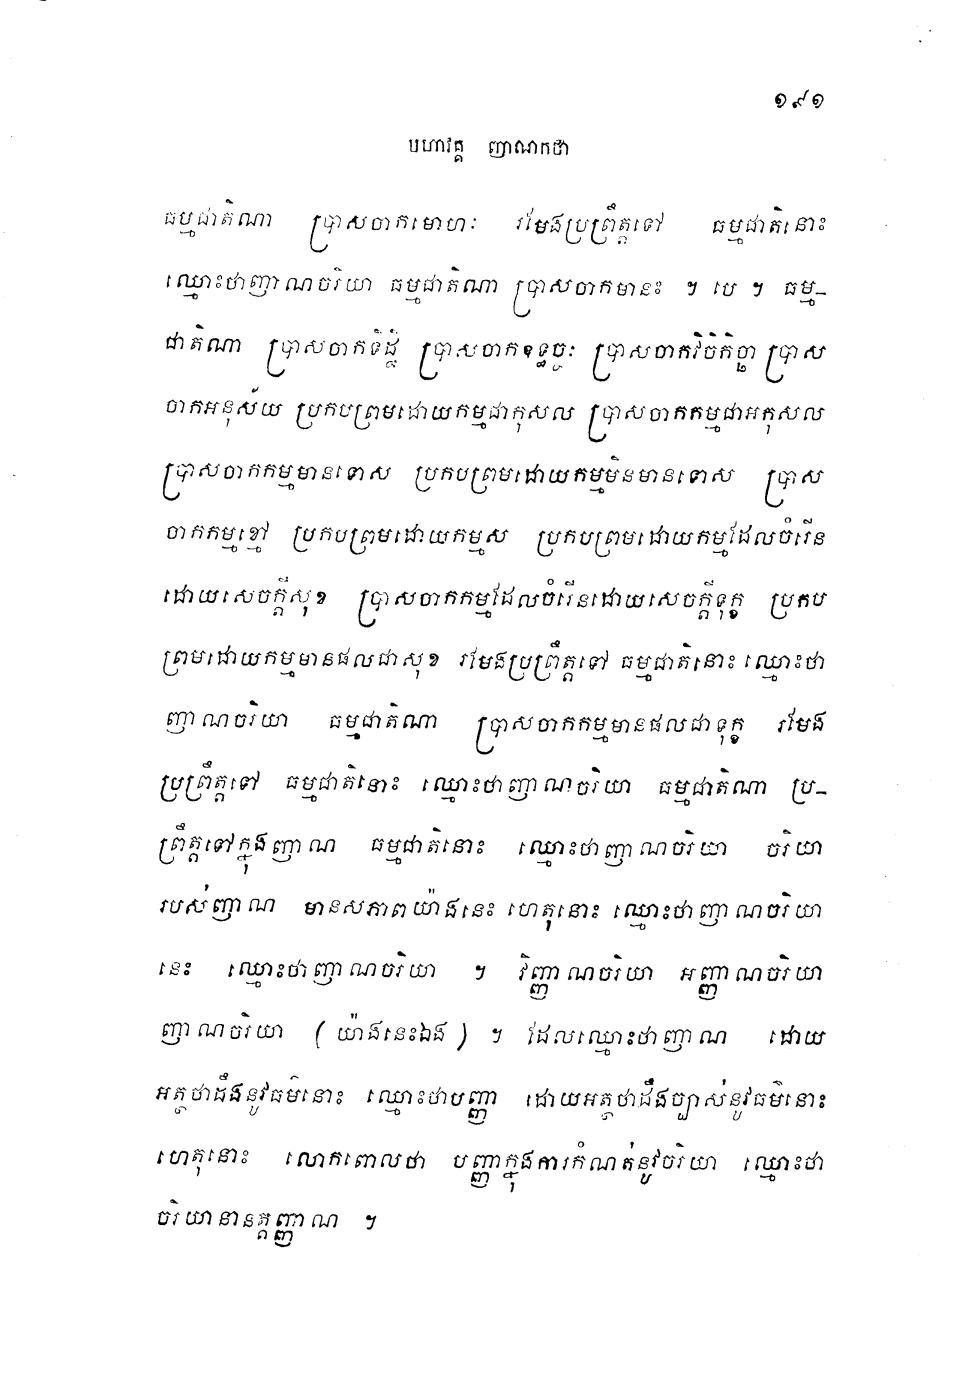 ១៩១
មហាវគ្គ ញាណកថា
ធម្មជាតិណា ប្រាសចាកមោហៈ រមែងប្រព្រឹត្តទៅ ធម្មជាតិនោះ
ឈ្មោះថាញាណចរិយា ធម្មជាតិណា ប្រាសចាកមានះ ។ បេ ។ ធម្ម-
ជាតិណា ប្រាសចាកទិដ្ឋិ ប្រាសចាកឧទ្ធច្ចៈ ប្រាសចាកវិចិកិច្ឆា ប្រាស
ចាកអនុស័យ ប្រកបព្រមដោយកម្មជាកុសល ប្រាសចាកកម្មជាអកុសល
ប្រាសចាកកម្មមានទោស ប្រកបព្រមដោយកម្មមិនមានទោស ប្រាស
ចាកកម្មខ្មៅ ប្រកបព្រមដោយកម្មស ប្រកបព្រមដោយកម្មដែលចំរើន
ដោយសេចក្តីសុខ ប្រាសចាកកម្មដែលចំរើនដោយសេចក្តីទុក្ខ ប្រកប
ព្រមដោយកម្មមានផលជាសុខ រមែងប្រព្រឹត្តទៅ ធម្មជាតិនោះ ឈ្មោះថា
ញាណចរិយា ធម្មជាតិណា ប្រាសចាកកម្មមានផលជាទុក្ខ រមែង
ប្រព្រឹត្តទៅ ធម្មជាតិនោះ ឈ្មោះថាញាណចរិយា ធម្មជាតិណា ប្រ-
ព្រឹត្តទៅក្នុងញាណ ធម្មជាតិនោះ ឈ្មោះថាញាណចរិយា ចរិយា
របស់ញាណ មានសភាពយ៉ាងនេះ ហេតុនោះ ឈ្មោះថាញាណចរិយា
នេះ ឈ្មោះថាញាណចរិយា ។ វិញ្ញាណចរិយា អញ្ញាណចរិយា
ញាណចរិយា (យ៉ាងនេះឯង) ។ ដែលឈ្មោះថាញាណ ដោយ
អត្ថថាដឹងនូវធម៌នោះ ឈ្មោះថាបញ្ញា ដោយអត្ថថាដឹងច្បាស់នូវធម៌នោះ
ហេតុនោះ លោកពោលថា បញ្ញាក្នុងការកំណត់នូវចរិយា ឈ្មោះថា
ចរិយានានត្តញ្ញាណ ។